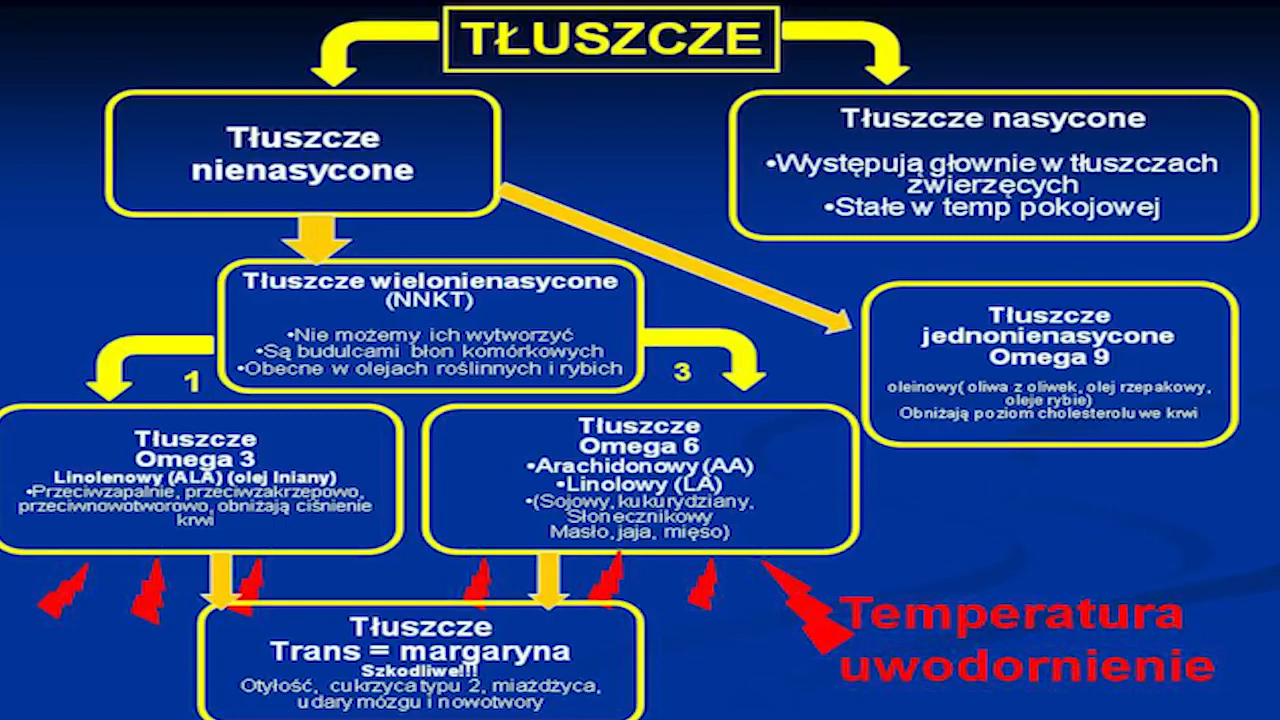 TŁUSZCZE
Tłuszcze
nienasycone
Tłuszcze nasycone
•Występują głownie w tłuszczach
zwierzęcych
•Stałe w temp pokojowej
Tłuszcze wielonienasycone
(NNKT)
•Nie możemy ich wytworzyć
•Są budulcami błon komórkowych
•Obecne w olejach roślinnych i rybich
Tłuszcze
jednonienasycone
Omega 9
oleinowy( oliwa z oliwek, olej rzepakowy,
oleje rybie)
Obniżają poziom cholesterolu we krwi
1
3
Tłuszcze
Omega 3
Linolenowy (ALA) (olej lniany)
•Przeciwzapalnie, przeciwzakrzepowo,
przeciwnowotworowo, obniżają ciśnienie
krwi
Tłuszcze
Omega 6
•Arachidonowy (AA)
•Linolowy (LA)
•(Sojowy, kukurydziany,
Słonecznikowy
Masło, jaja, mięso)
Tłuszcze
Trans = margaryna
Szkodliwe!!!
Otyłość, cukrzyca typu 2, miażdżyca,
udary mózgu i nowotwory
Temperatura
uwodornienie